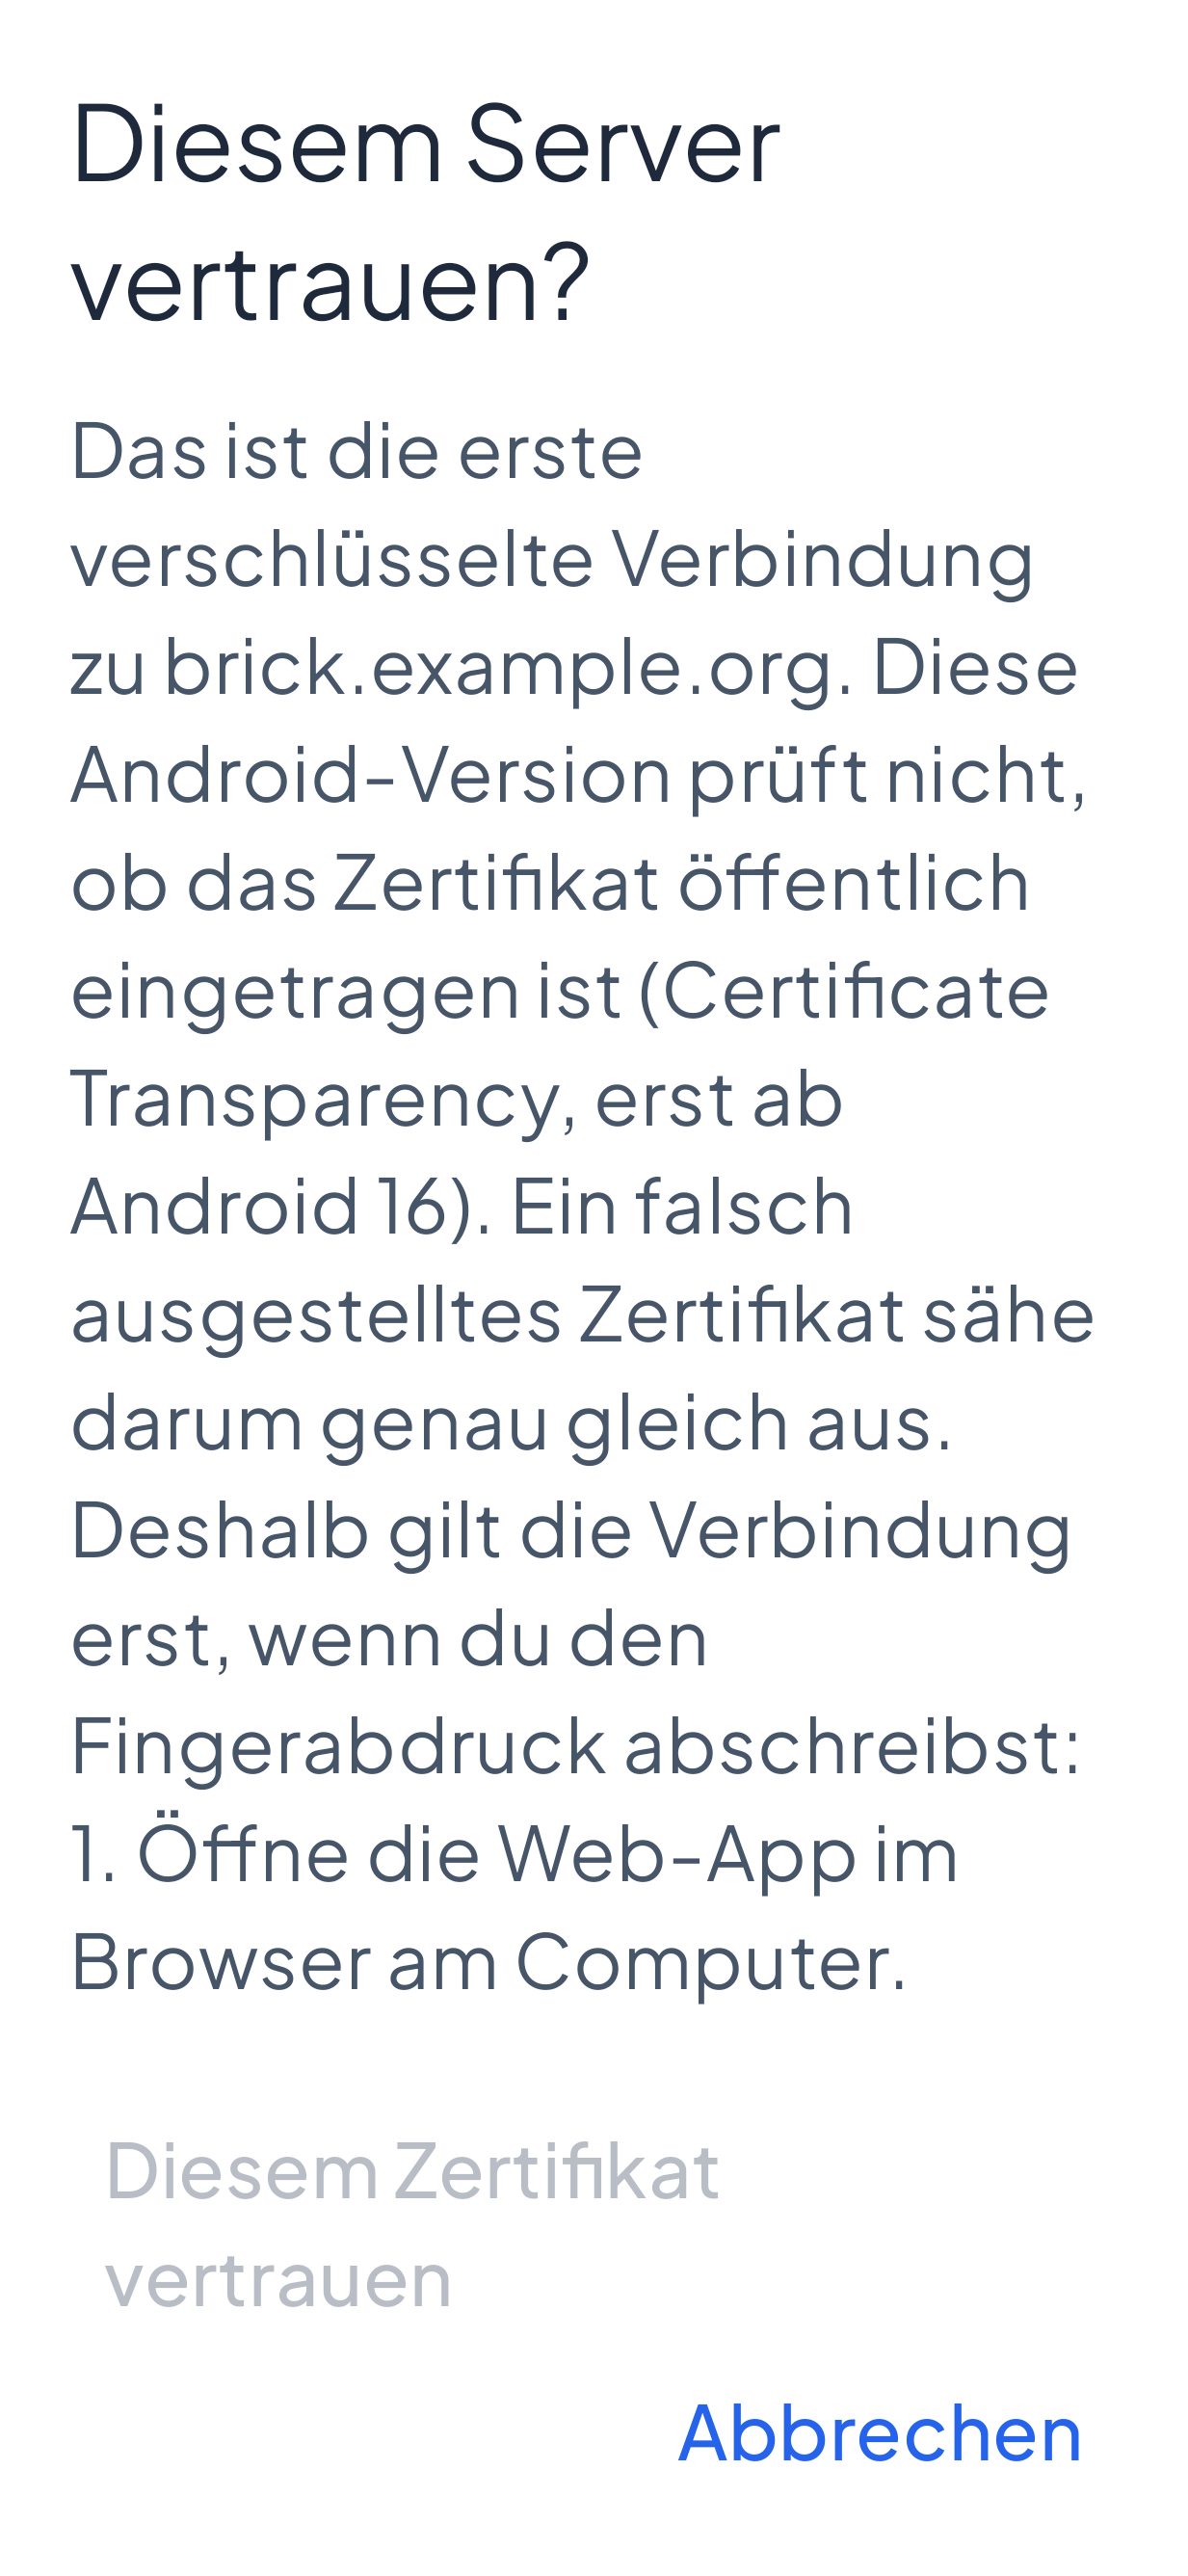 Diesem Server
vertrauen?
Das ist die erste
verschlüsselte Verbindung
zu brick.example.org. Diese
Android-Version prüft nicht,
ob das Zertifikat öffentlich
eingetragen ist (Certificate
Transparency, erst ab
Android 16). Ein falsch
ausgestelltes Zertifikat sähe
darum genau gleich aus.
Deshalb gilt die Verbindung
erst, wenn du den
Fingerabdruck abschreibst:
1. Öffne die Web-App im
Browser am Computer.
Diesem Zertifikat
vertrauen
Abbrechen